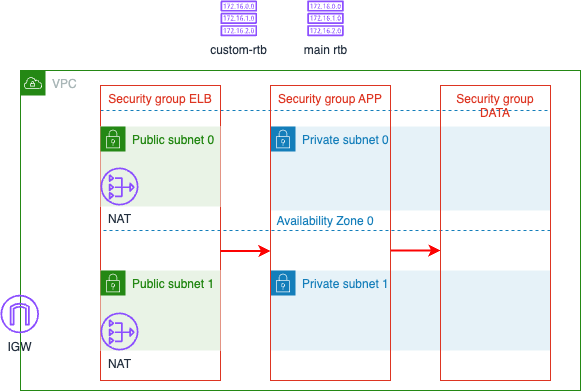 172.16.0.0
172.16.1.0
172.16.2.0
172.16.0.0
172.16.1.0
172.16.2.0
custom-rtb
main rtb
VPC
Security group ELB
Security group APP
Security group
DATA
Public subnet 0
Private subnet 0
NAT
Availability Zone 0
Public subnet 1
Private subnet 1
IGW
NAT